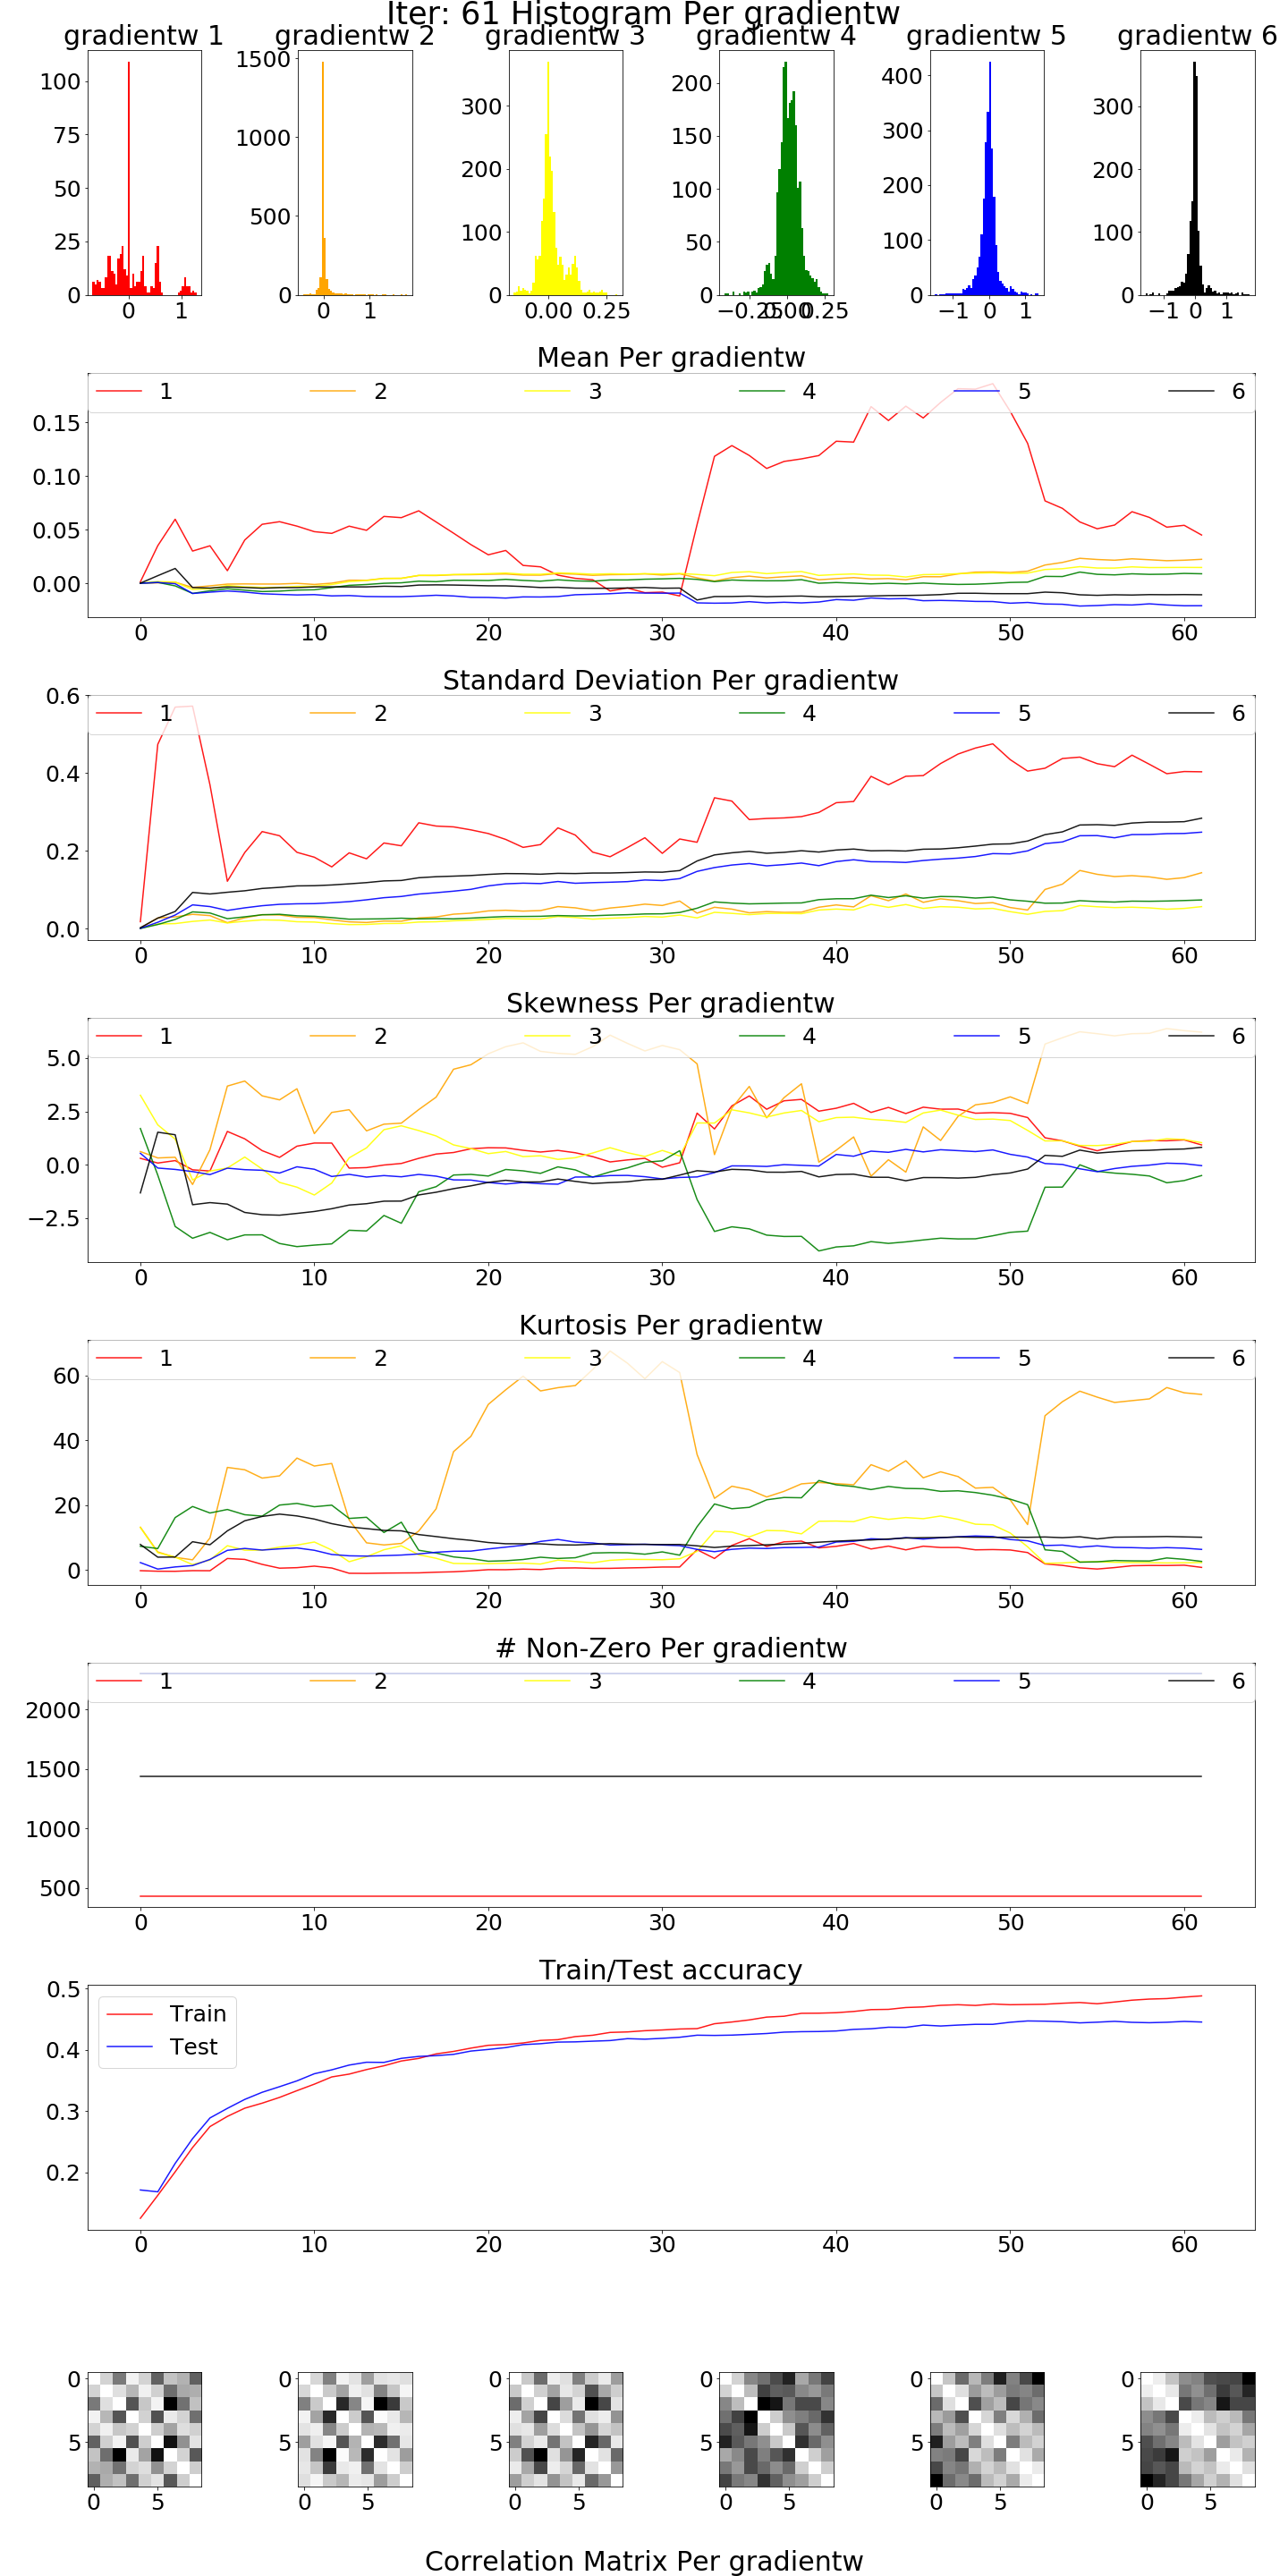 Iter: 61 Histogram Per gradientw
gradientw 1 gradientw 2 gradientw 3 gradientw 4 gradientw 5 gradientw 6
100 75 50 25 0
0 1
1500 1000 500 0
0 1
300 200 100 0
0.00 0.25
200 150 100 50 0
−0.25 0.00 0.25
400 300 200 100 0
−1 0 1
300 200 100 0
−1 0 1
Mean Per gradientw
1 2 3 4 5 6
0.15
0.10
0.05
0.00
0 10 20 30 40 50 60
Standard Deviation Per gradientw
1 2 3 4 5 6
0.6
0.4
0.2
0.0
0 10 20 30 40 50 60
Skewness Per gradientw
1 2 3 4 5 6
5.0
2.5
0.0
−2.5
0 10 20 30 40 50 60
Kurtosis Per gradientw
1 2 3 4 5 6
60
40
20
0
0 10 20 30 40 50 60
# Non-Zero Per gradientw
1 2 3 4 5 6
2000
1500
1000
500
0 10 20 30 40 50 60
Train/Test accuracy
Train
Test
0.5
0.4
0.3
0.2
0 10 20 30 40 50 60
0 0 0 0 0 0
5 5 5 5 5 5
0 5 0 5 0 5 0 5 0 5 0 5
Correlation Matrix Per gradientw